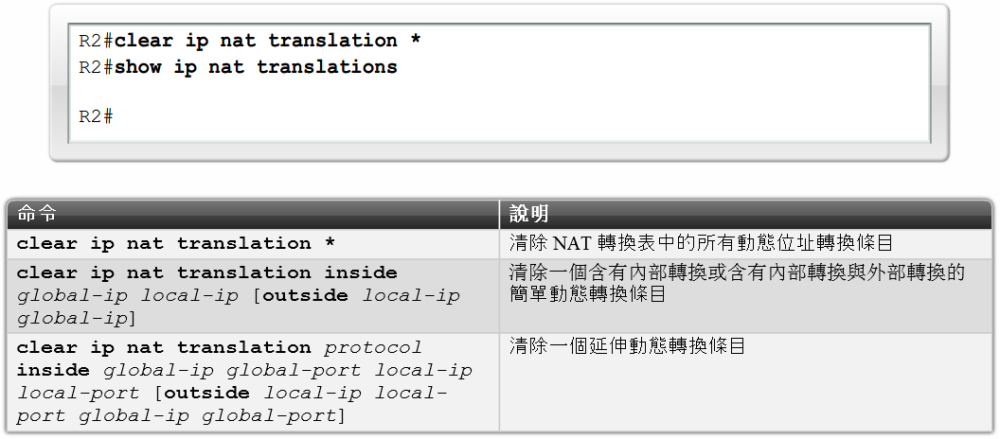 R2#clear ip nat translation *
R2#show ip nat translations
R2#
命令
說明
clear ip nat translation *
清除 NAT 轉換表中的所有動態位址轉換條目
clear ip nat translation inside
global-ip local-ip [outside local-ip
global-ip]
清除一個含有內部轉換或含有內部轉換與外部轉換的
簡單動態轉換條目
clear ip nat translation protocol
inside global-ip global-port local-ip
local-port [outside local-ip local-
port global-ip global-port]
清除一個延伸動態轉換條目